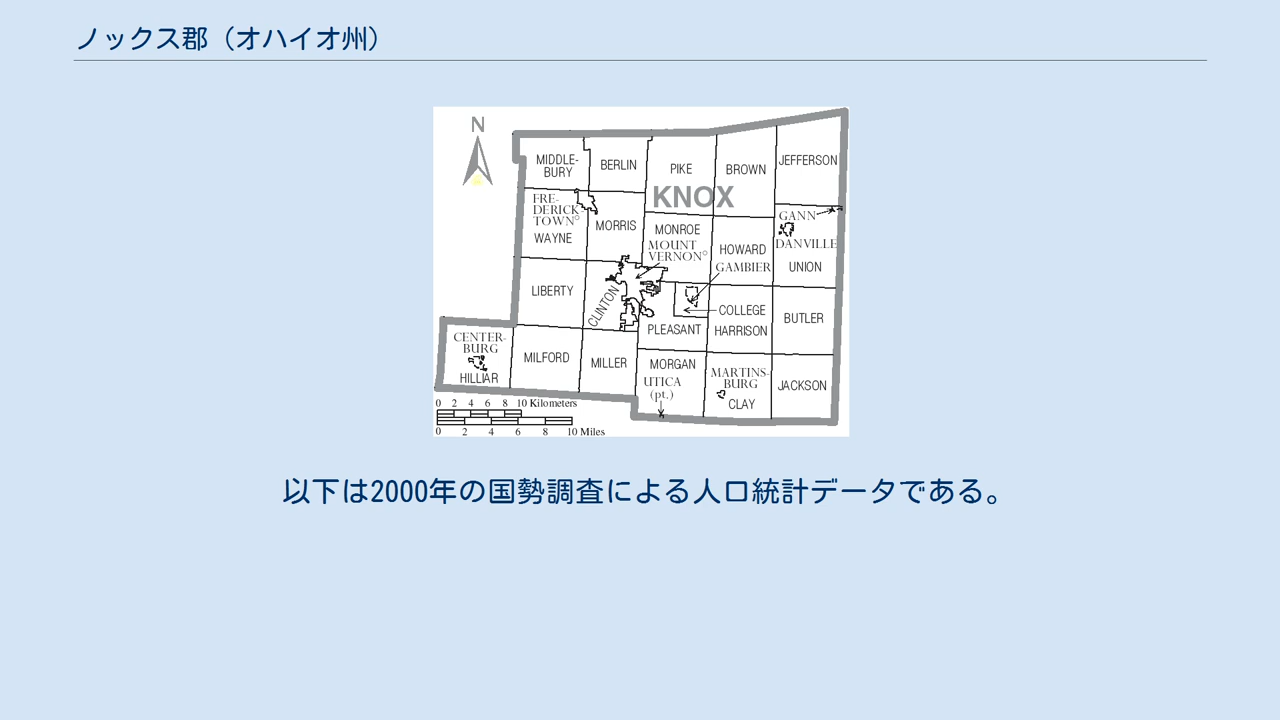 ノックス郡（オハイオ州）
N
MIDDLE-
BURY
BERLIN
PIKE
BROWN
JEFFERSON
KNOX
FRE-
DERICK-
TOWN
WAYNE
MORRIS
MONROE
MOUNT
VERNON
HOWARD
GAMBIER
GANN
DANVILLE
UNION
LIBERTY
CLINTON
COLLEGE
HARRISON
BUTLER
PLEASANT
CENTER-
BURG
HILLIAR
MILFORD
MILLER
MORGAN
UTICA
(pt.)
MARTINS-
BURG
CLAY
JACKSON
0 2 4 6 8 10 Kilometers
0 2 4 6 8 10 Miles
以下は2000年の国勢調査による人口統計データである。